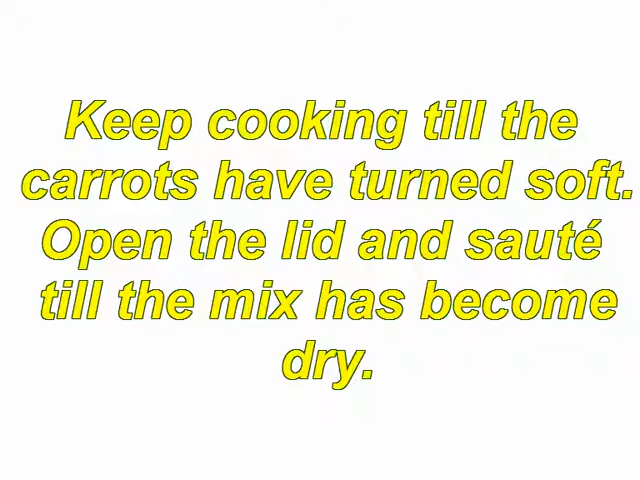 Keep cooking till the
carrots have turned soft.
Open the lid and sauté
till the mix has become
dry.